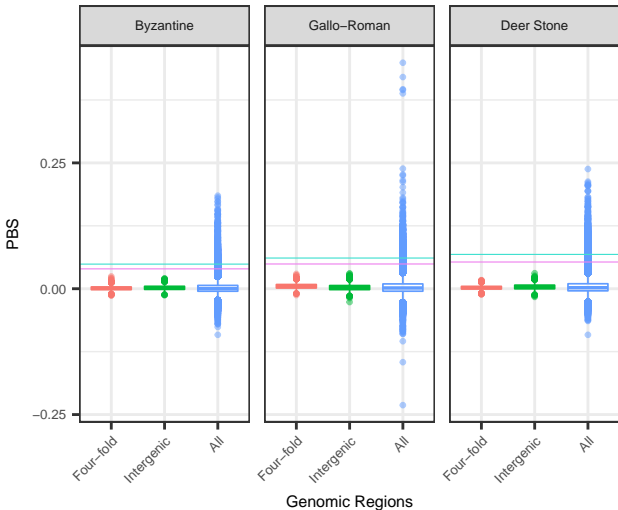 Byzantine Gallo−Roman Deer Stone
PBS
0.25
0.00
−0.25
Four−fold Intergenic All Four−fold Intergenic All Four−fold Intergenic All
Genomic Regions